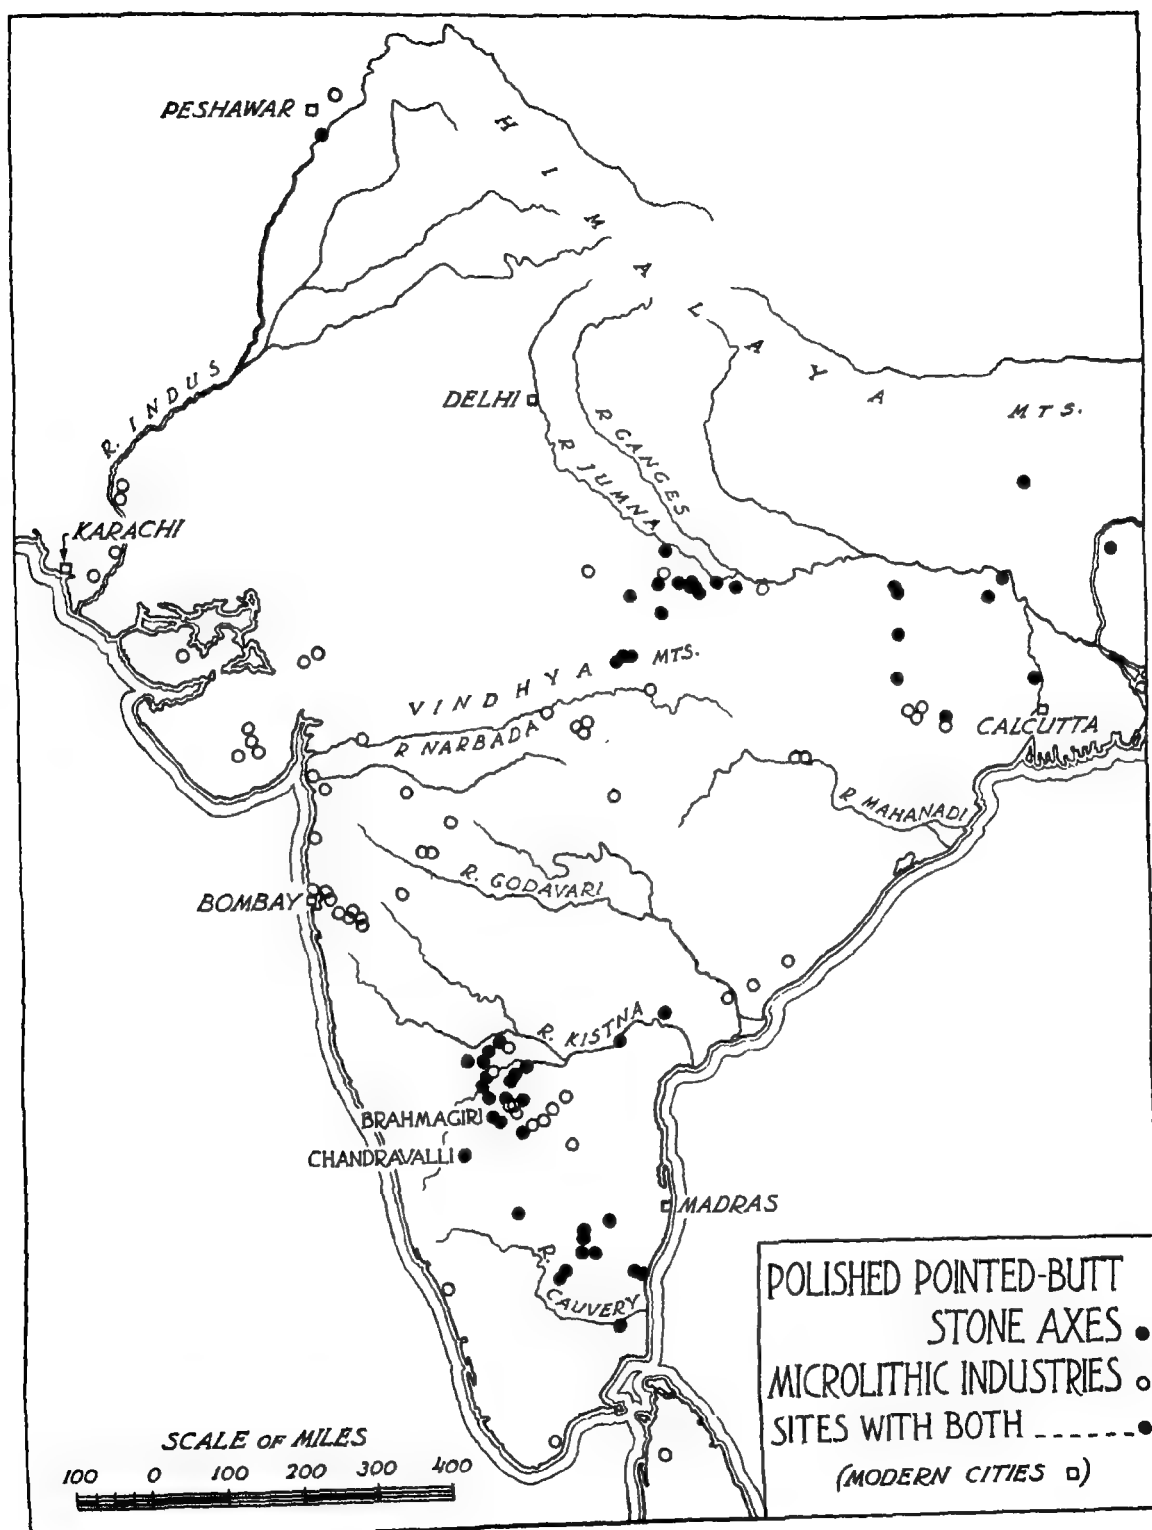 PESHAWAR
HIMALAYA
MTS.
R. INDUS
DELHI
R GANGES
R JUMNA
KARACHI
VINDHYA MTS.
R NARBADA
CALCUTTA
R. MAHANADI
R. GODAVARI
BOMBAY
R. KISTNA
BRAHMAGIRI
CHANDRAVALLI
MADRAS
R. CAUVERY
POLISHED POINTED-BUTT
STONE AXES
MICROLITHIC INDUSTRIES
SITES WITH BOTH
(MODERN CITIES )
SCALE OF MILES
100 0 100 200 300 400